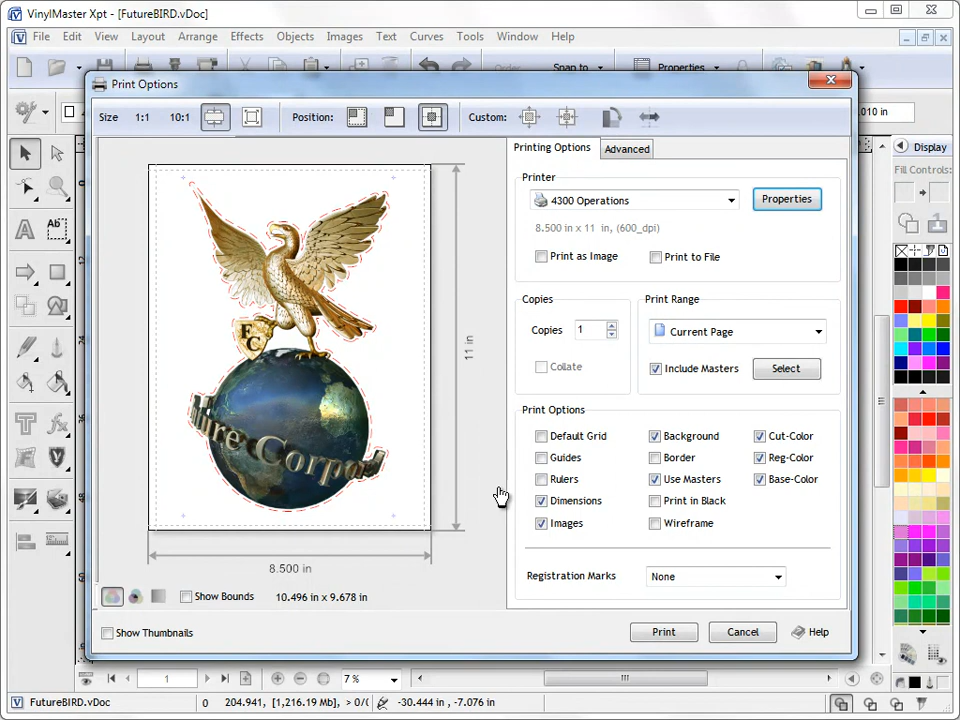 VinylMaster Xpt - [FutureBIRD.vDoc]
File Edit View Layout Arrange Effects Objects Images Text Curves Tools Window Help
Order Snap to Properties
Print Options
.010 in
Size 1:1 10:1 Position: Custom:
Printing Options Advanced
Display
Fill Controls:
Printer
4300 Operations Properties
8.500 in x 11 in, (600_dpi)
Print as Image Print to File
Copies Print Range
Copies 1 Current Page
Collate Include Masters Select
Print Options
Default Grid Background Cut-Color
Guides Border Reg-Color
Rulers Use Masters Base-Color
Dimensions Print in Black
Images Wireframe
Registration Marks None
F
C
ture Corpo
11 in
8.500 in
Show Bounds 10.496 in x 9.678 in
Show Thumbnails Print Cancel Help
1 7 %
FutureBIRD.vDoc 0 204.941, [1,216.19 Mb], > 0/( -30.444 in , -7.076 in